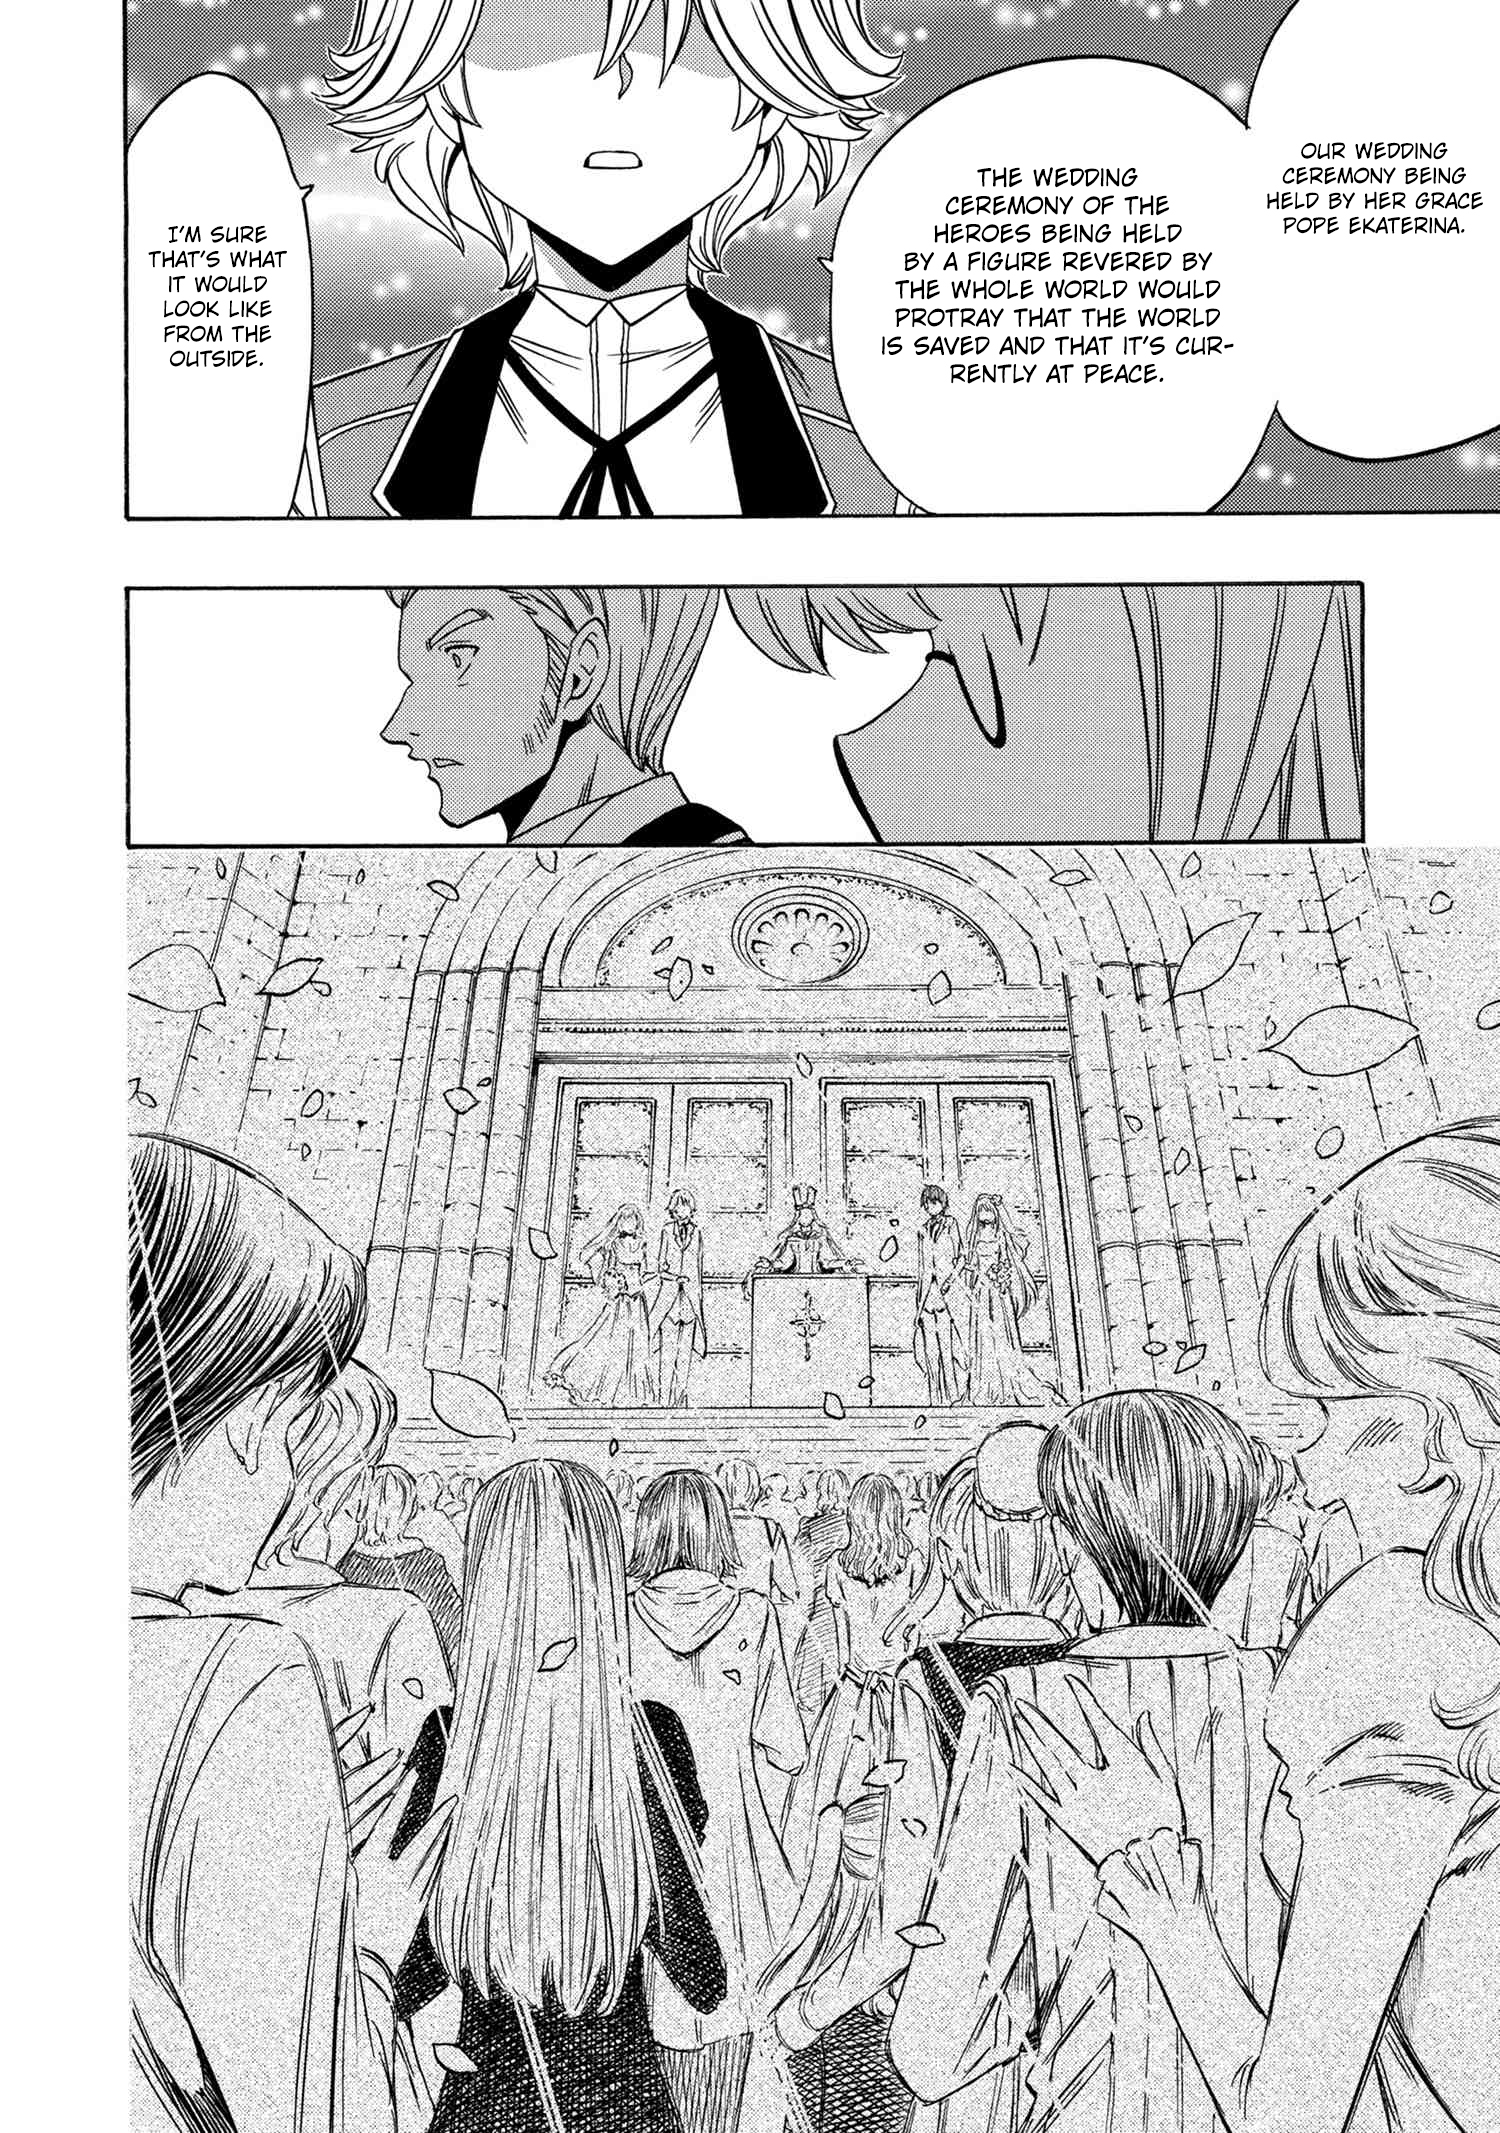 OUR WEDDING
CEREMONY BEING
HELD BY HER GRACE
POPE EKATERINA.
THE WEDDING
CEREMONY OF THE
HEROES BEING HELD
BY A FIGURE REVERED BY
THE WHOLE WORLD WOULD
PROTRAY THAT THE WORLD
IS SAVED AND THAT IT'S CUR-
RENTLY AT PEACE.
I'M SURE
THAT'S WHAT
IT WOULD
LOOK LIKE
FROM THE
OUTSIDE.